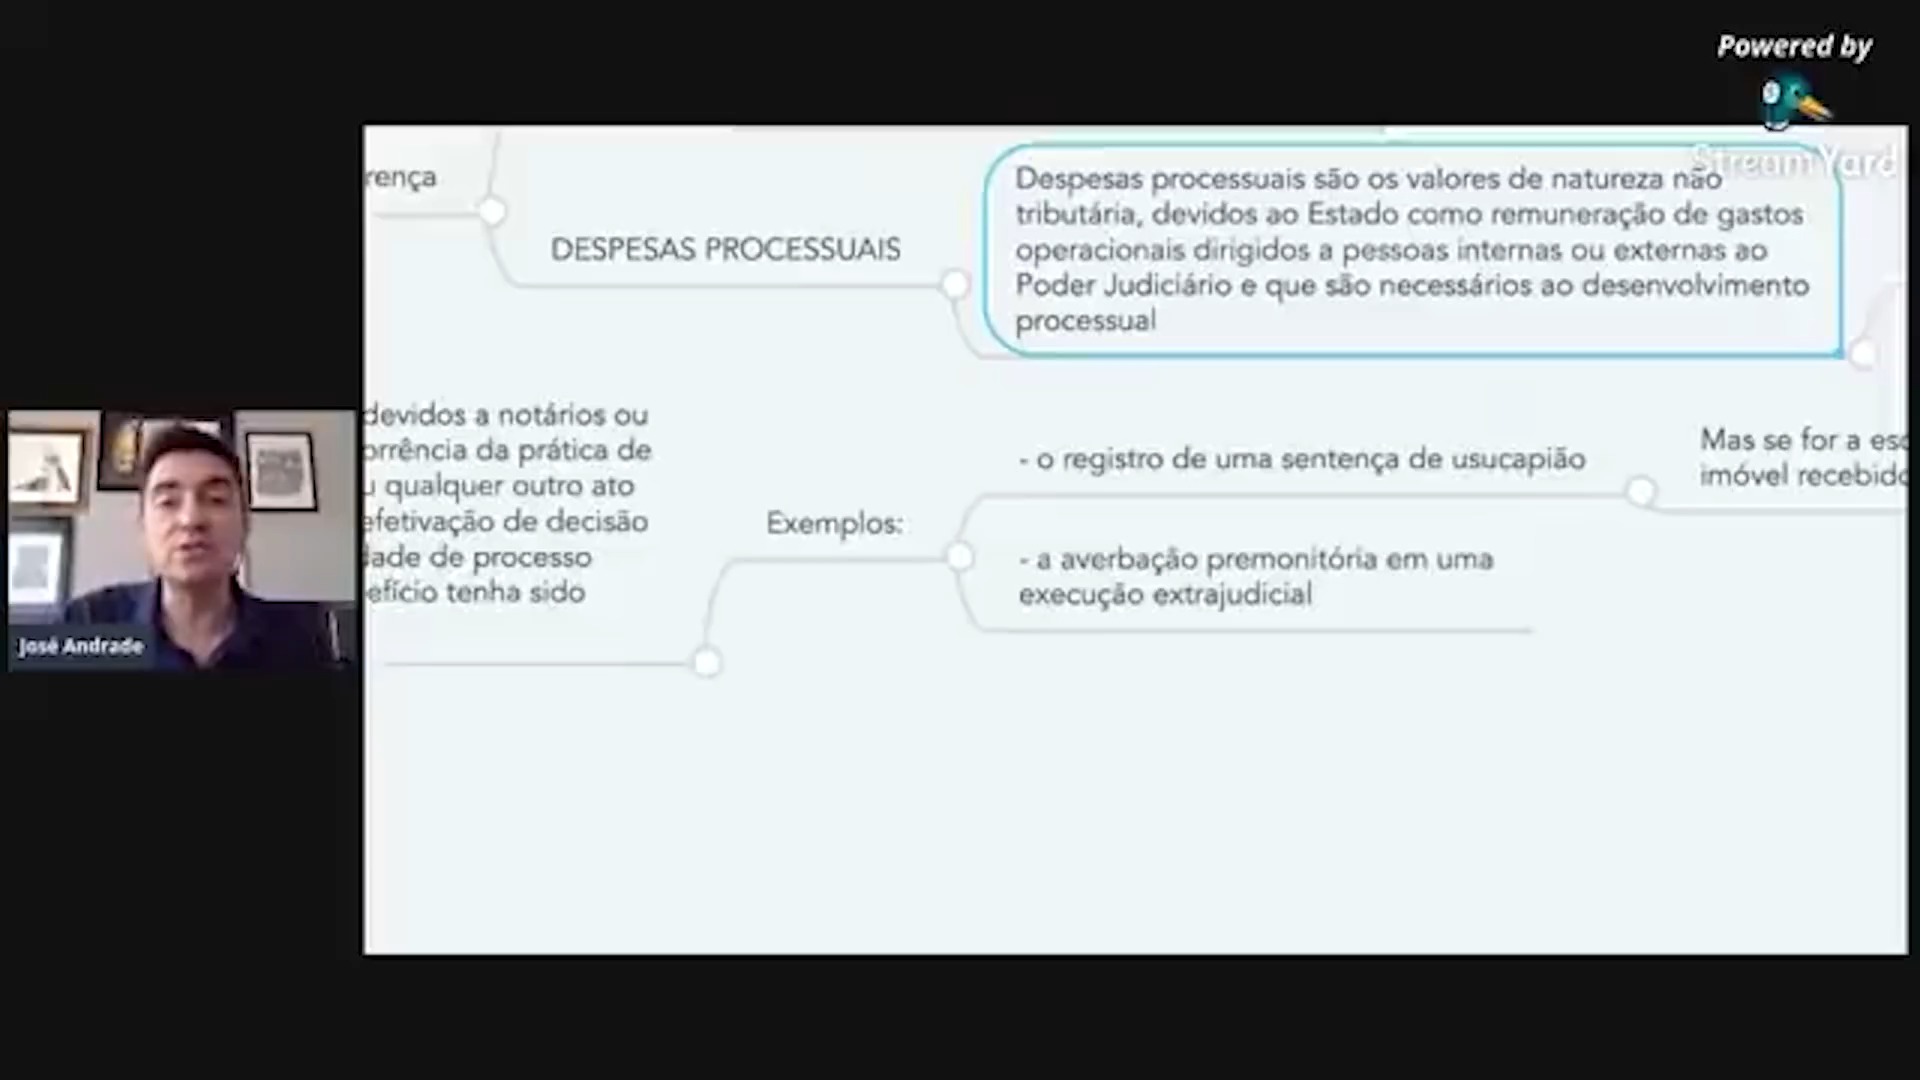 Powered by
StreamYard
rença
DESPESAS PROCESSUAIS
Despesas processuais são os valores de natureza não
tributária, devidos ao Estado como remuneração de gastos
operacionais dirigidos a pessoas internas ou externas ao
Poder Judiciário e que são necessários ao desenvolvimento
processual
devidos a notários ou
orrência da prática de
u qualquer outro ato
efetivação de decisão
dade de processo
efício tenha sido
Exemplos:
- o registro de uma sentença de usucapião
- a averbação premonitória em uma
execução extrajudicial
Mas se for a esc
imóvel recebido
José Andrade